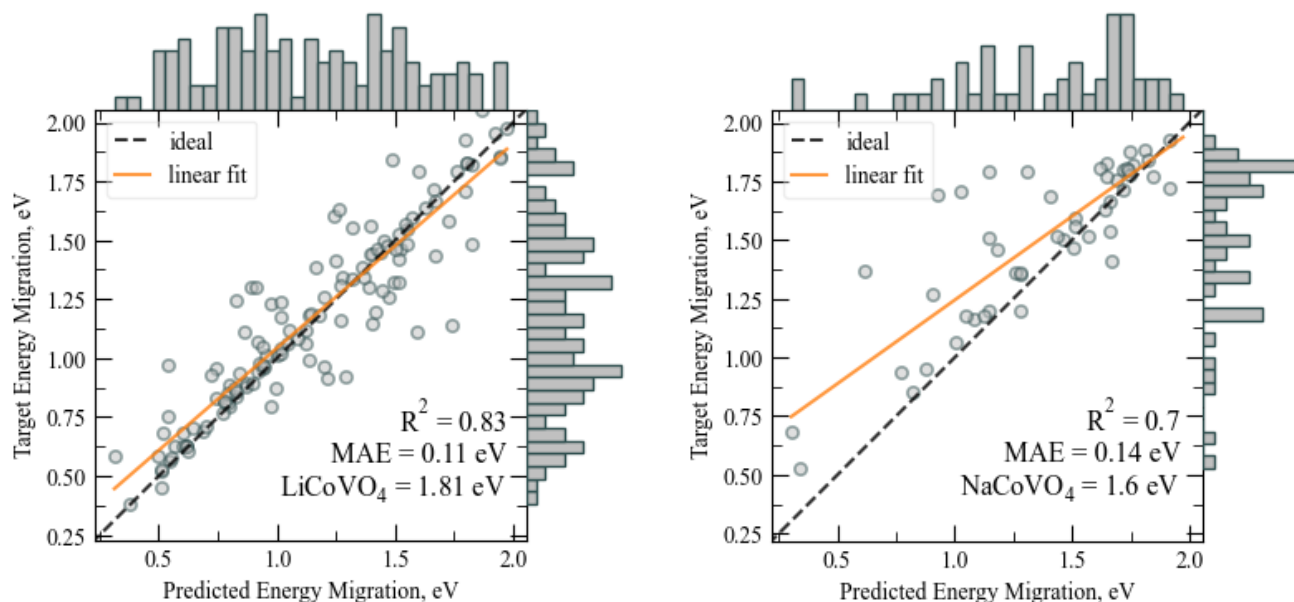 2.00
1.75
1.50
1.25
1.00
0.75
0.50
0.25
Target Energy Migration, eV
ideal
linear fit
R² = 0.83
MAE = 0.11 eV
LiCoVO₄ = 1.81 eV
0.5 1.0 1.5 2.0
Predicted Energy Migration, eV
2.00
1.75
1.50
1.25
1.00
0.75
0.50
0.25
Target Energy Migration, eV
ideal
linear fit
R² = 0.7
MAE = 0.14 eV
NaCoVO₄ = 1.6 eV
0.5 1.0 1.5 2.0
Predicted Energy Migration, eV